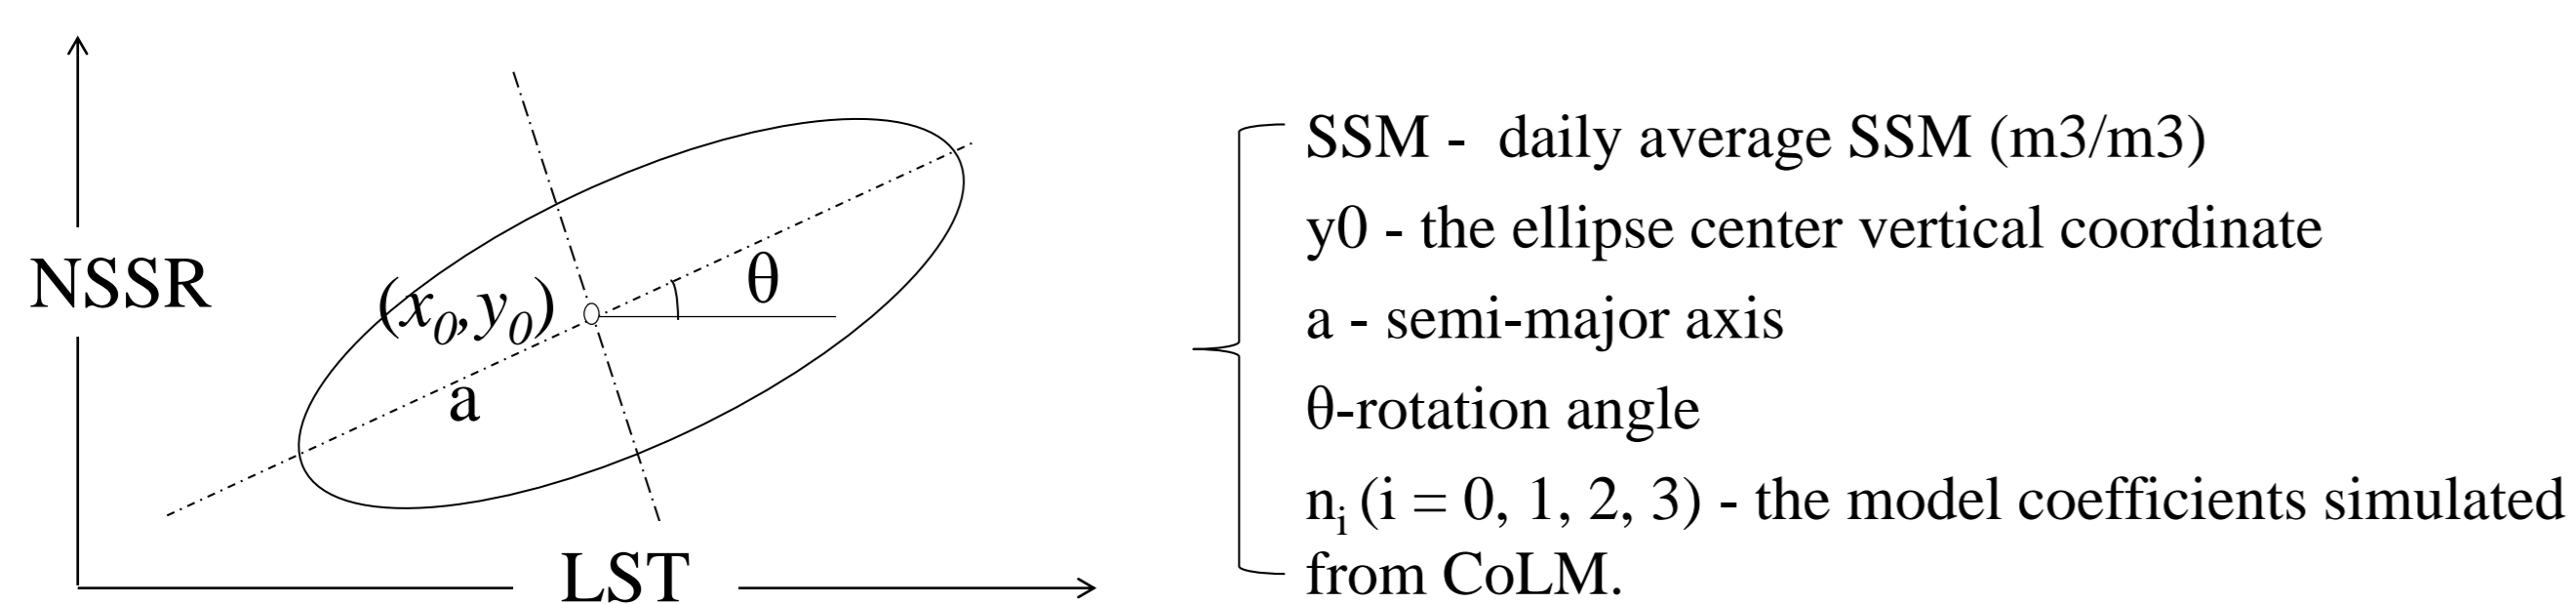 NSSR
(x₀,y₀)
θ
a
LST
SSM - daily average SSM (m3/m3)
y0 - the ellipse center vertical coordinate
a - semi-major axis
θ-rotation angle
nᵢ (i = 0, 1, 2, 3) - the model coefficients simulated
from CoLM.